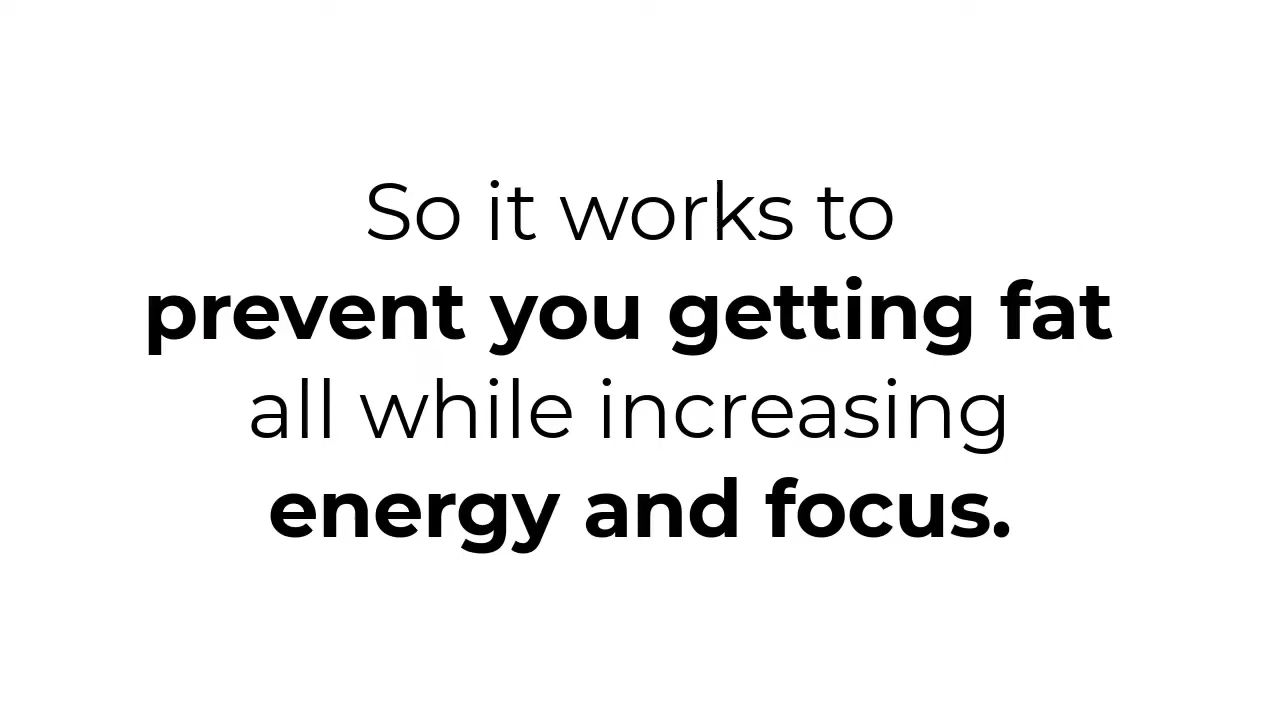 So it works to
prevent you getting fat
all while increasing
energy and focus.